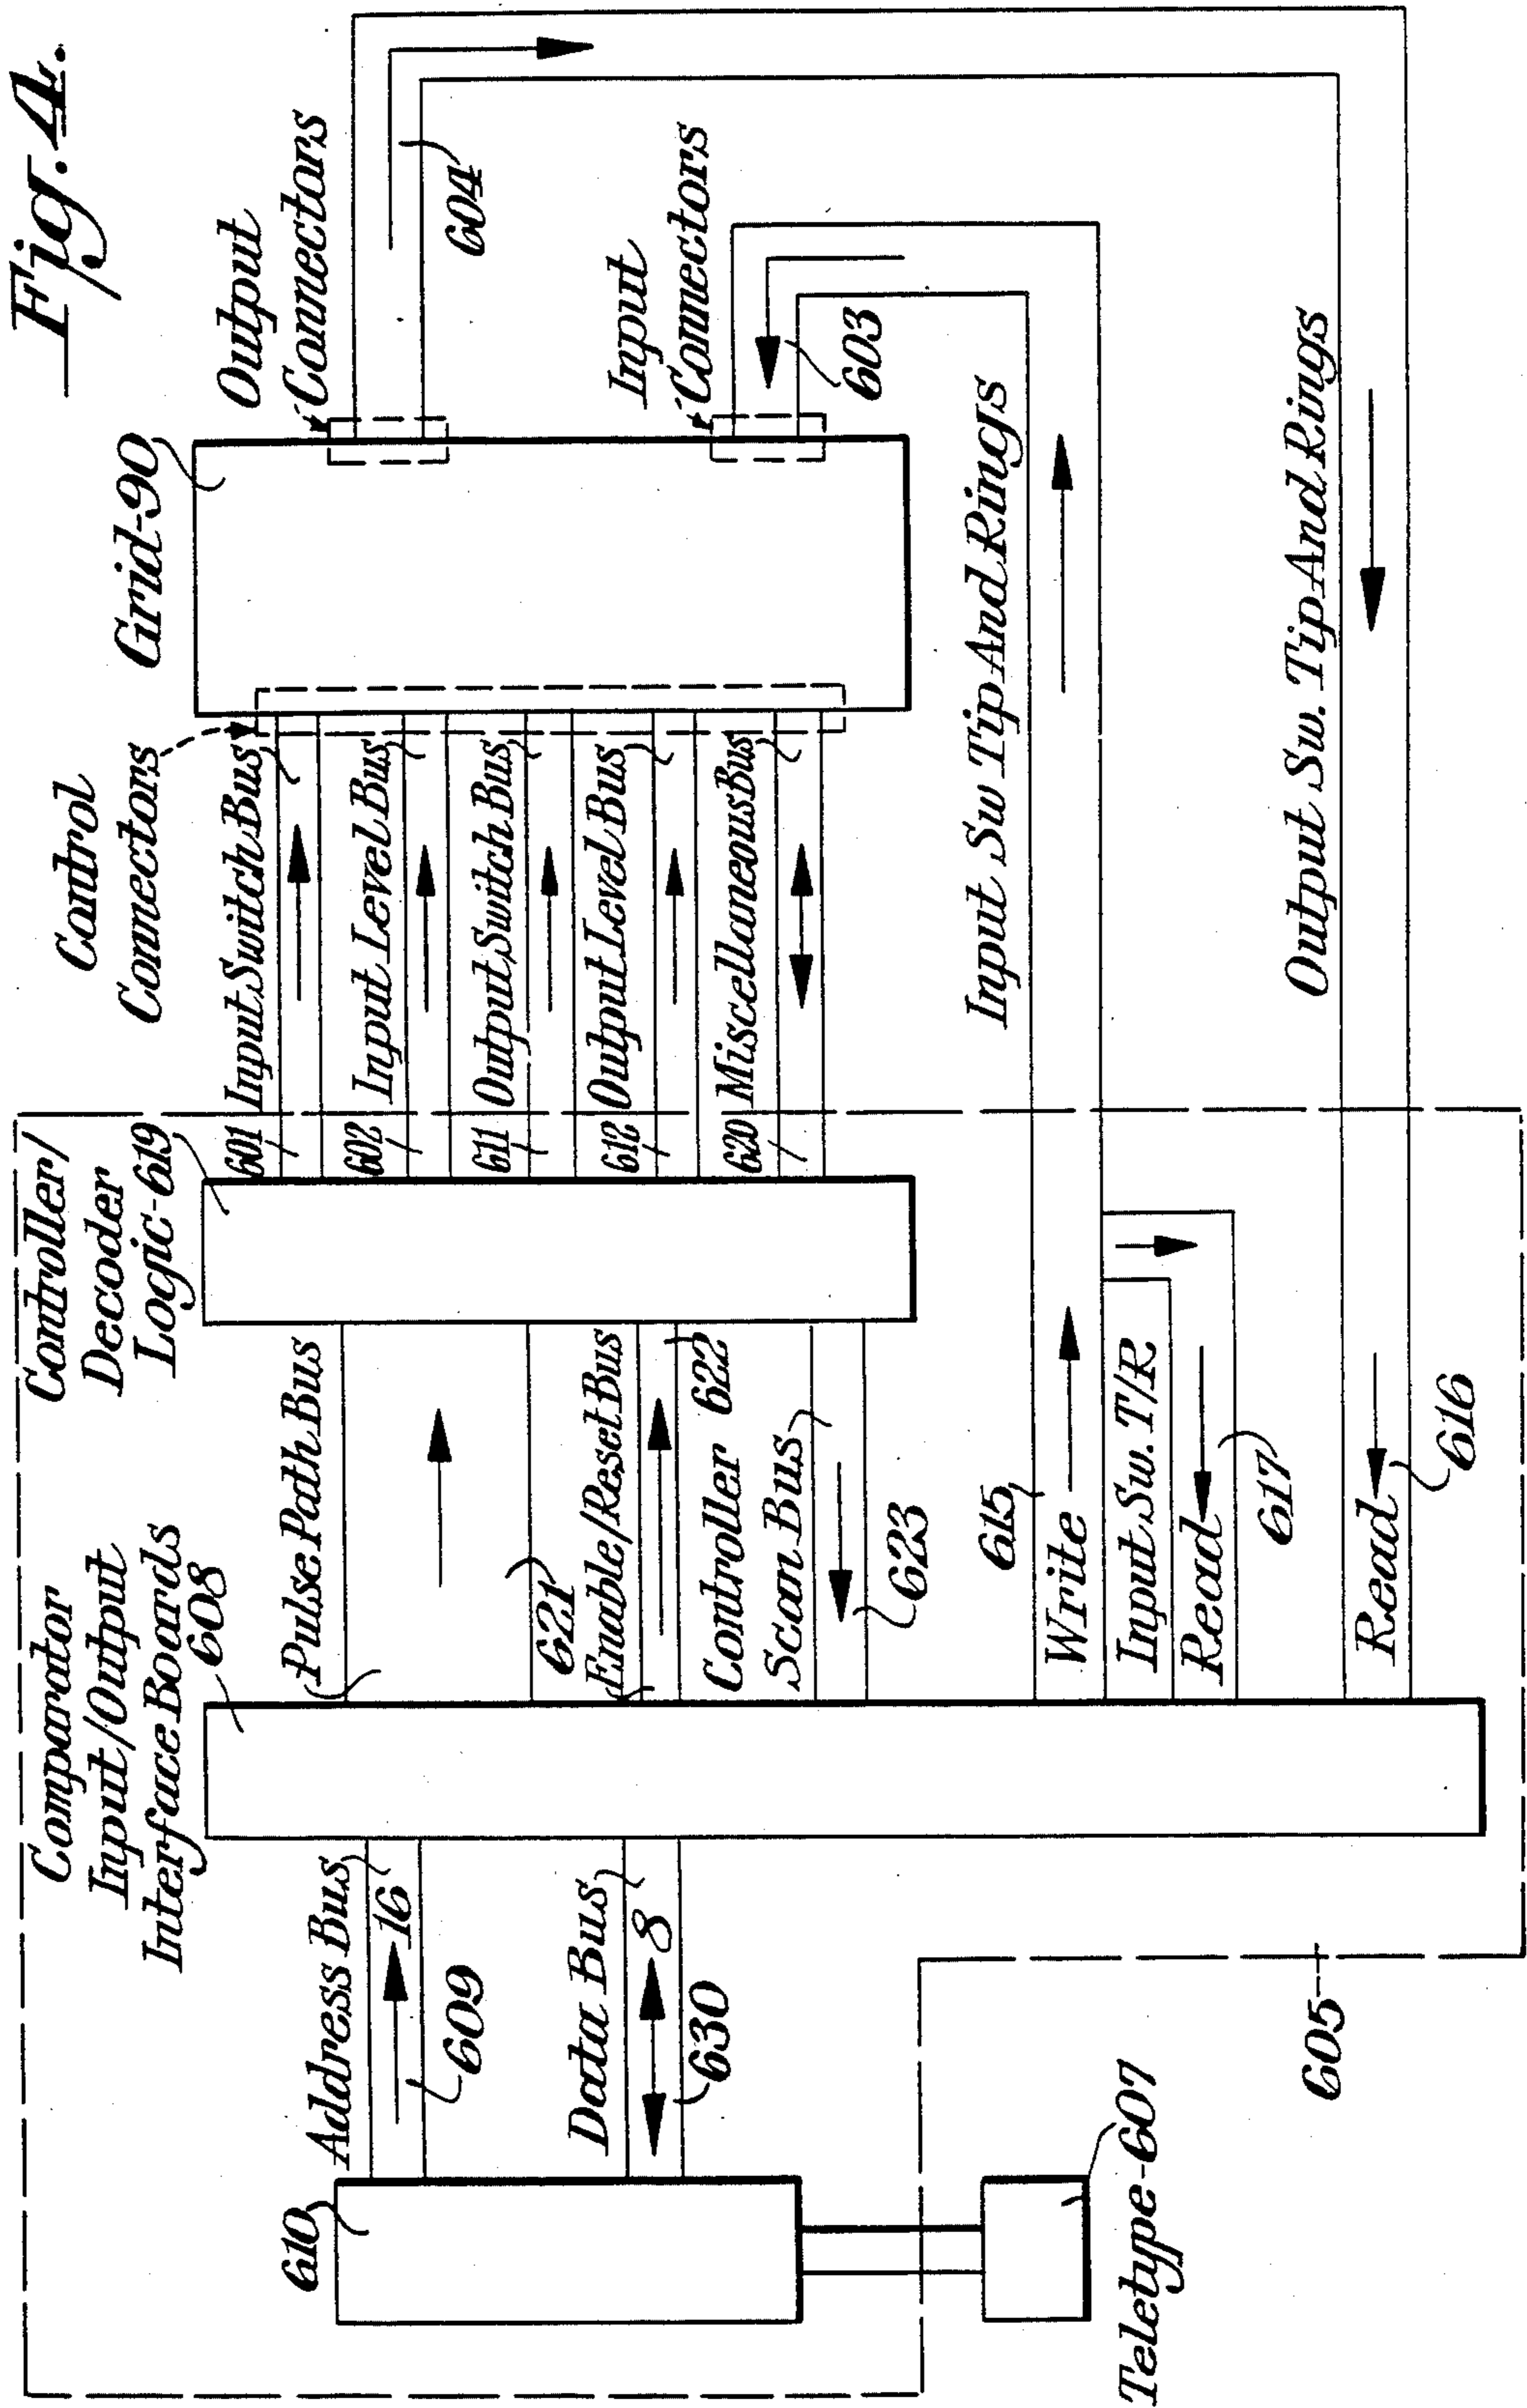 Fig. 4.
Output
Connectors
604
Input
Connectors
603
Grid-90
Control
Connectors
601 Input Switch Bus
602 Input Level Bus
611 Output Switch Bus
612 Output Level Bus
620 Miscellaneous Bus
Input Sw Tip And Rings
Output Sw. Tip And Rings
Controller/
Decoder
Logic-619
Pulse Path Bus
621
Enable/Reset Bus
622
Controller
Scan Bus
623
615
Write
Input Sw. T/R
Read
617
Read
616
Comparator
Input/Output
Interface Boards
608
Address Bus
16
609
Data Bus
8
630
610
605
Teletype-607